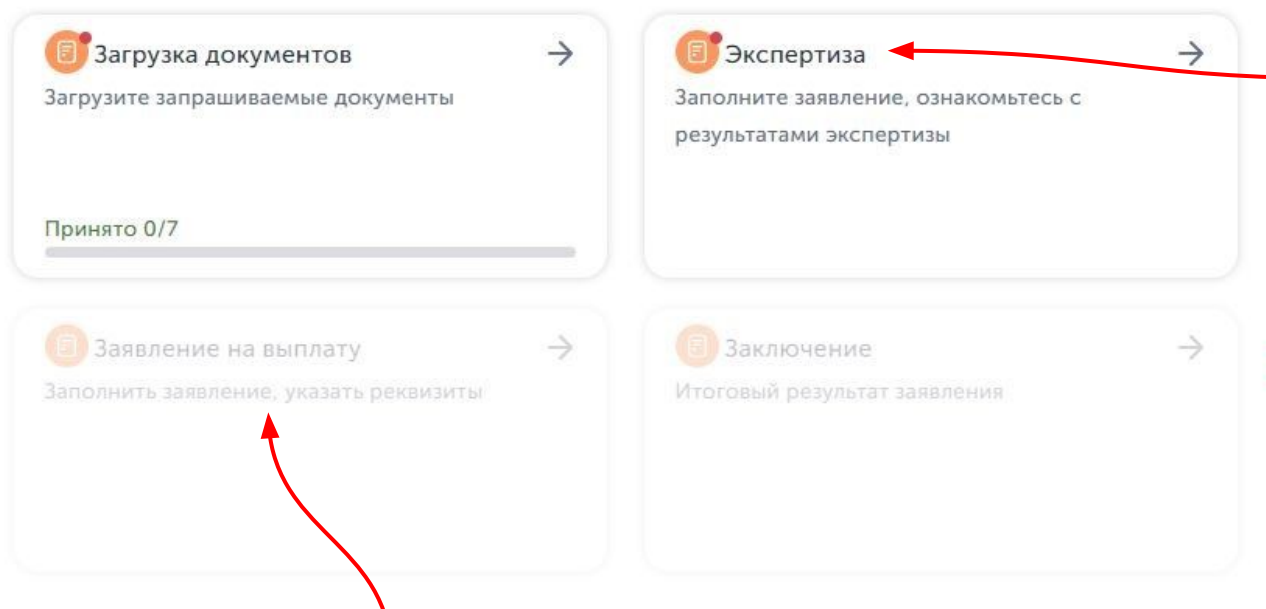 Загрузка документов
Загрузите запрашиваемые документы
Принято 0/7
Экспертиза
Заполните заявление, ознакомьтесь с
результатами экспертизы
Заявление на выплату
Заполнить заявление, указать реквизиты
Заключение
Итоговый результат заявления